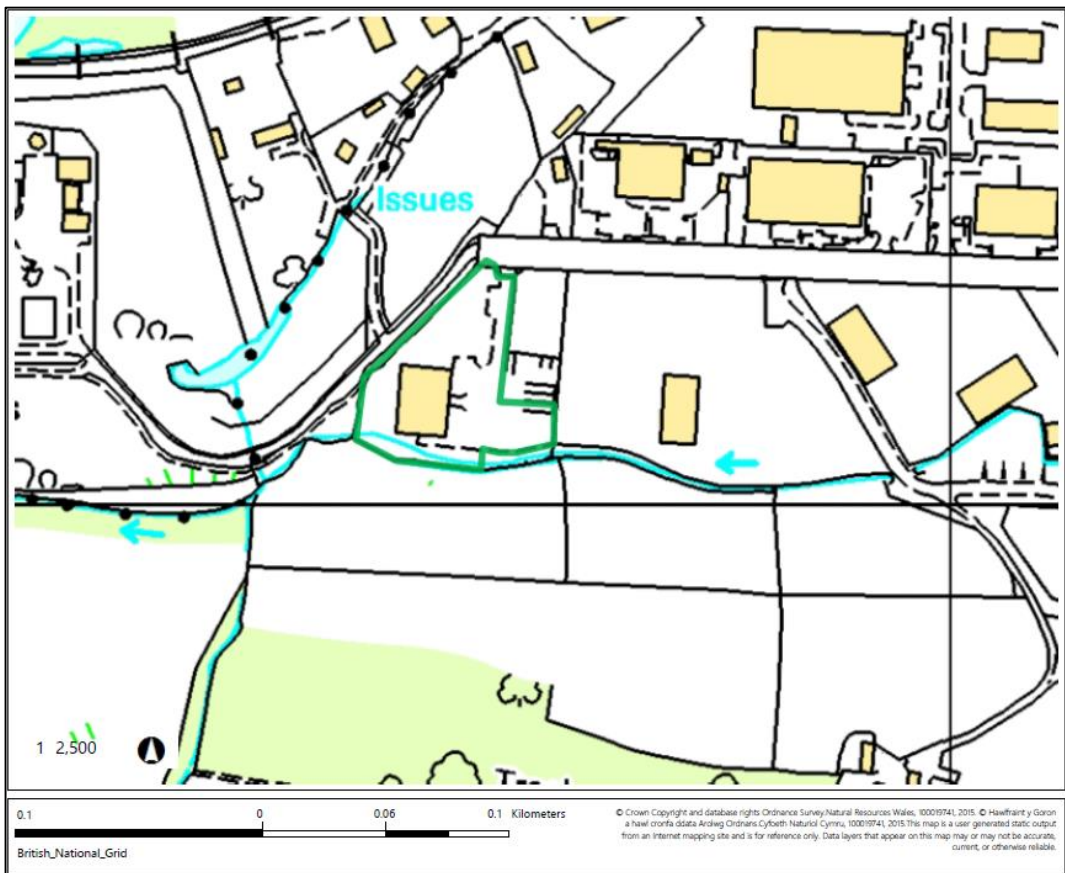 Issues
1 2,500
0.1 0 0.06 0.1 Kilometers
British_National_Grid
© Crown Copyright and database rights Ordnance Survey.Natural Resources Wales, 100019741, 2015. © Hawlfraint y Goron
a hawl cronfa ddata Arolwg Ordnans Cyfoeth Naturiol Cymru, 100019741, 2015.This map is a user generated static output
from an Internet mapping site and is for reference only. Data layers that appear on this map may or may not be accurate,
current, or otherwise reliable.